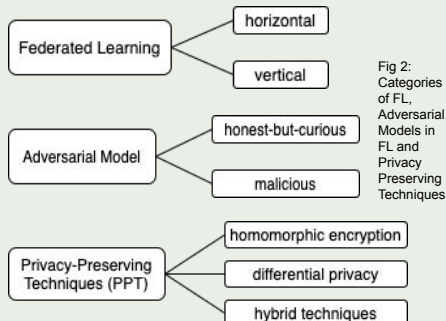 Federated Learning
horizontal
vertical
Adversarial Model
honest-but-curious
malicious
Privacy-Preserving
Techniques (PPT)
homomorphic encryption
differential privacy
hybrid techniques
Fig 2:
Categories
of FL,
Adversarial
Models in
FL and
Privacy
Preserving
Techniques